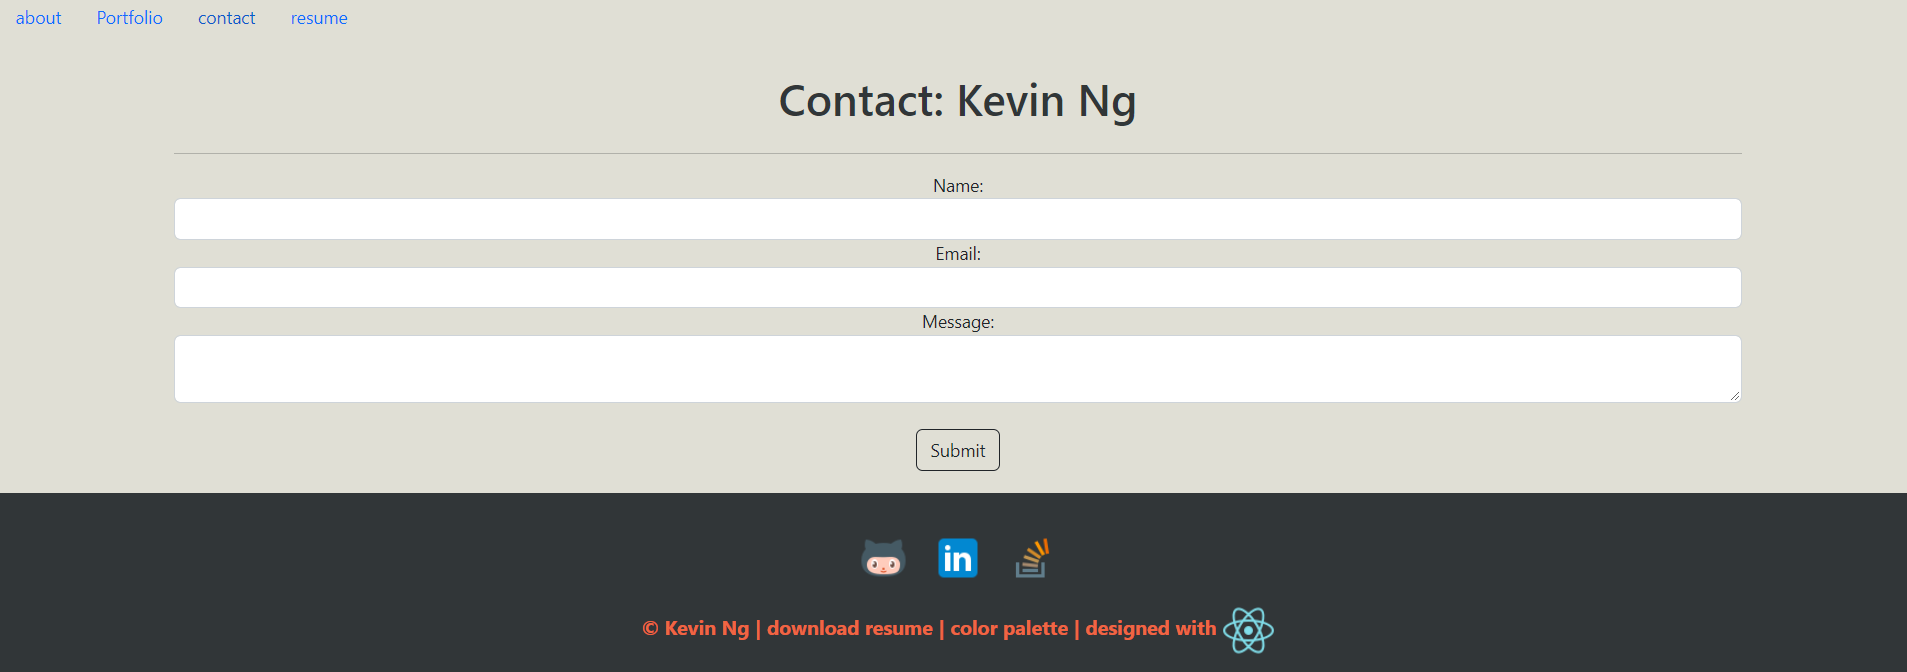 about Portfolio contact resume
Contact: Kevin Ng
Name:
Email:
Message:
Submit
in
© Kevin Ng | download resume | color palette | designed with